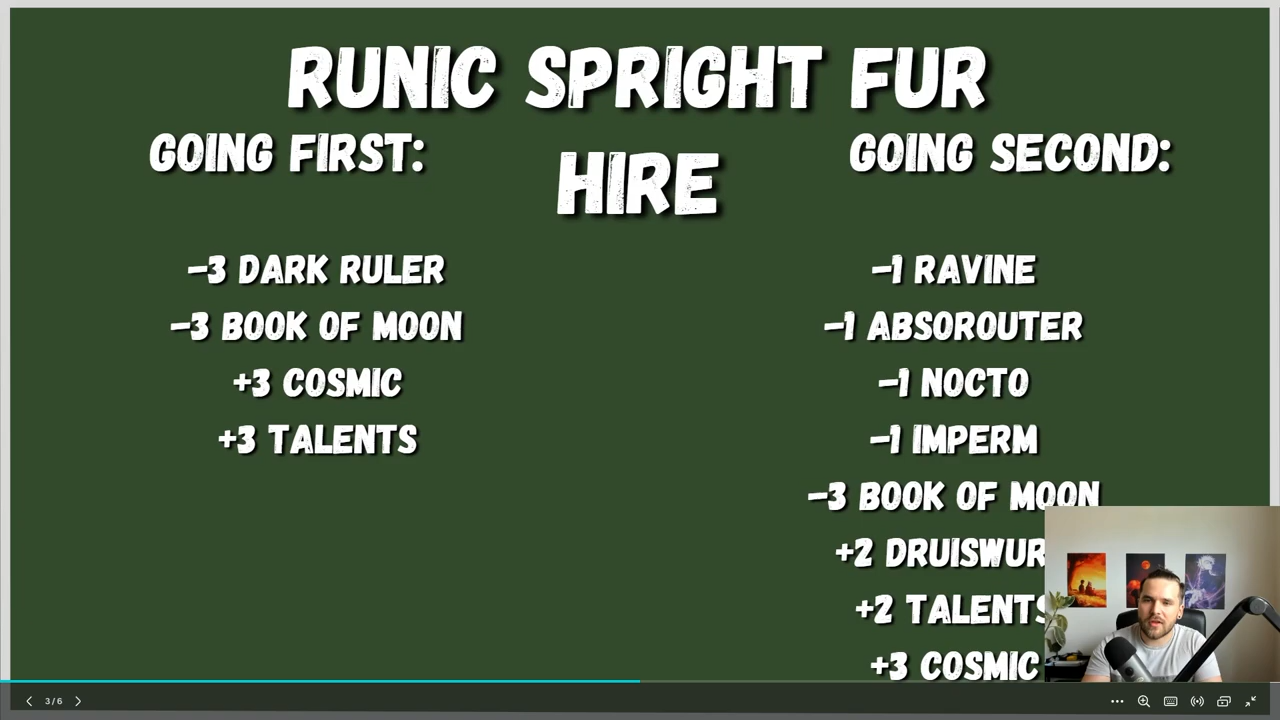 RUNIC SPRIGHT FUR
HIRE
GOING FIRST:
-3 DARK RULER
-3 BOOK OF MOON
+3 COSMIC
+3 TALENTS
GOING SECOND:
-1 RAVINE
-1 ABSOROUTER
-1 NOCTO
-1 IMPERM
-3 BOOK OF MOON
+2 DRUISWUR
+2 TALENTS
+3 COSMIC
3/6